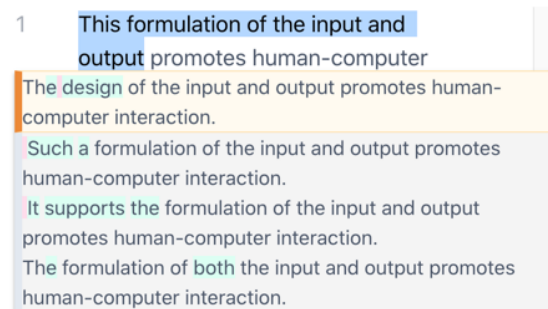 1 This formulation of the input and
output promotes human-computer
The design of the input and output promotes human-
computer interaction.
Such a formulation of the input and output promotes
human-computer interaction.
It supports the formulation of the input and output
promotes human-computer interaction.
The formulation of both the input and output promotes
human-computer interaction.